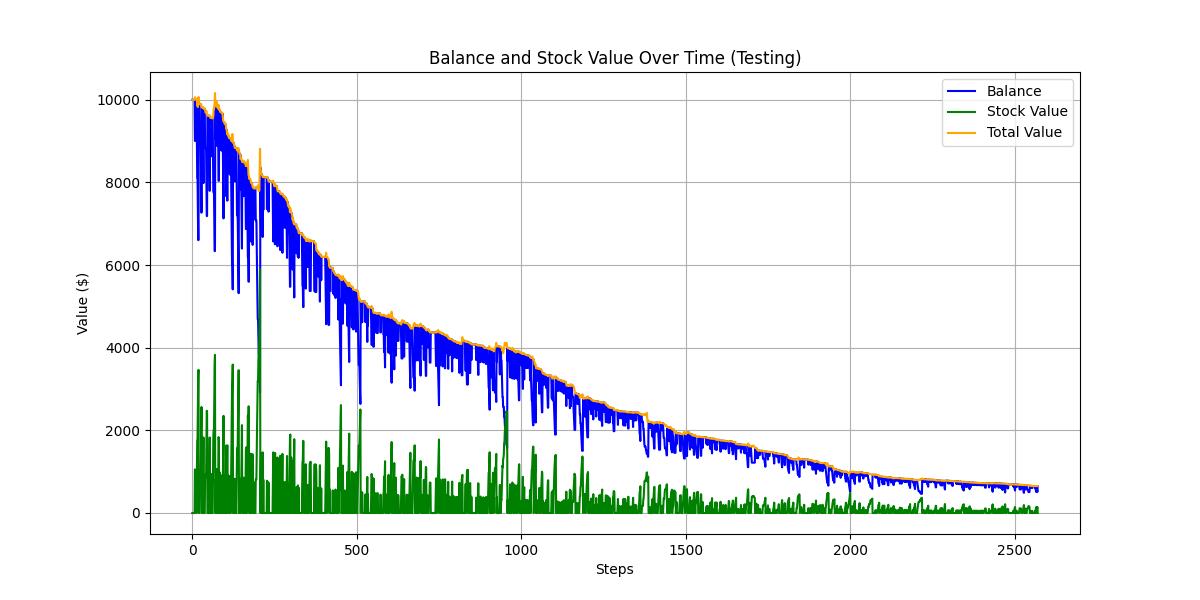 Balance and Stock Value Over Time (Testing)
Balance
Stock Value
Total Value
Value ($)
10000
8000
6000
4000
2000
0
0 500 1000 1500 2000 2500
Steps